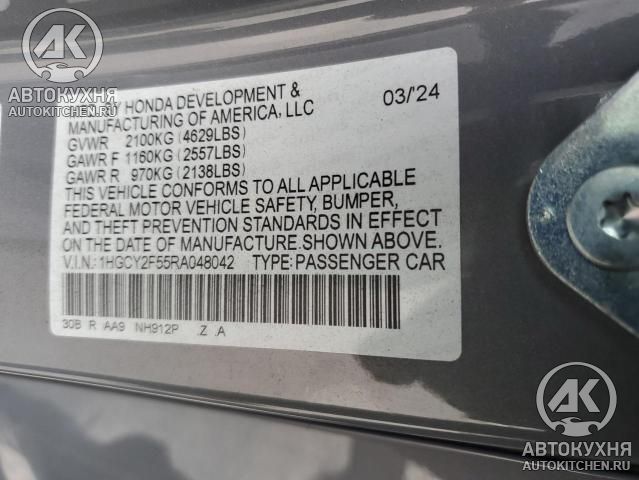 AK
АВТОКУХНЯ
AUTOKITCHEN.RU
HONDA DEVELOPMENT &
MANUFACTURING OF AMERICA, LLC
03/'24
GVWR 2100KG (4629LBS)
GAWR F 1160KG (2557LBS)
GAWR R 970KG (2138LBS)
THIS VEHICLE CONFORMS TO ALL APPLICABLE
FEDERAL MOTOR VEHICLE SAFETY, BUMPER,
AND THEFT PREVENTION STANDARDS IN EFFECT
ON THE DATE OF MANUFACTURE SHOWN ABOVE.
V.I.N.: 1HGCY2F55RA048042 TYPE: PASSENGER CAR
30B R AA9 NH912P Z .A
AK
АВТОКУХНЯ
AUTOKITCHEN.RU